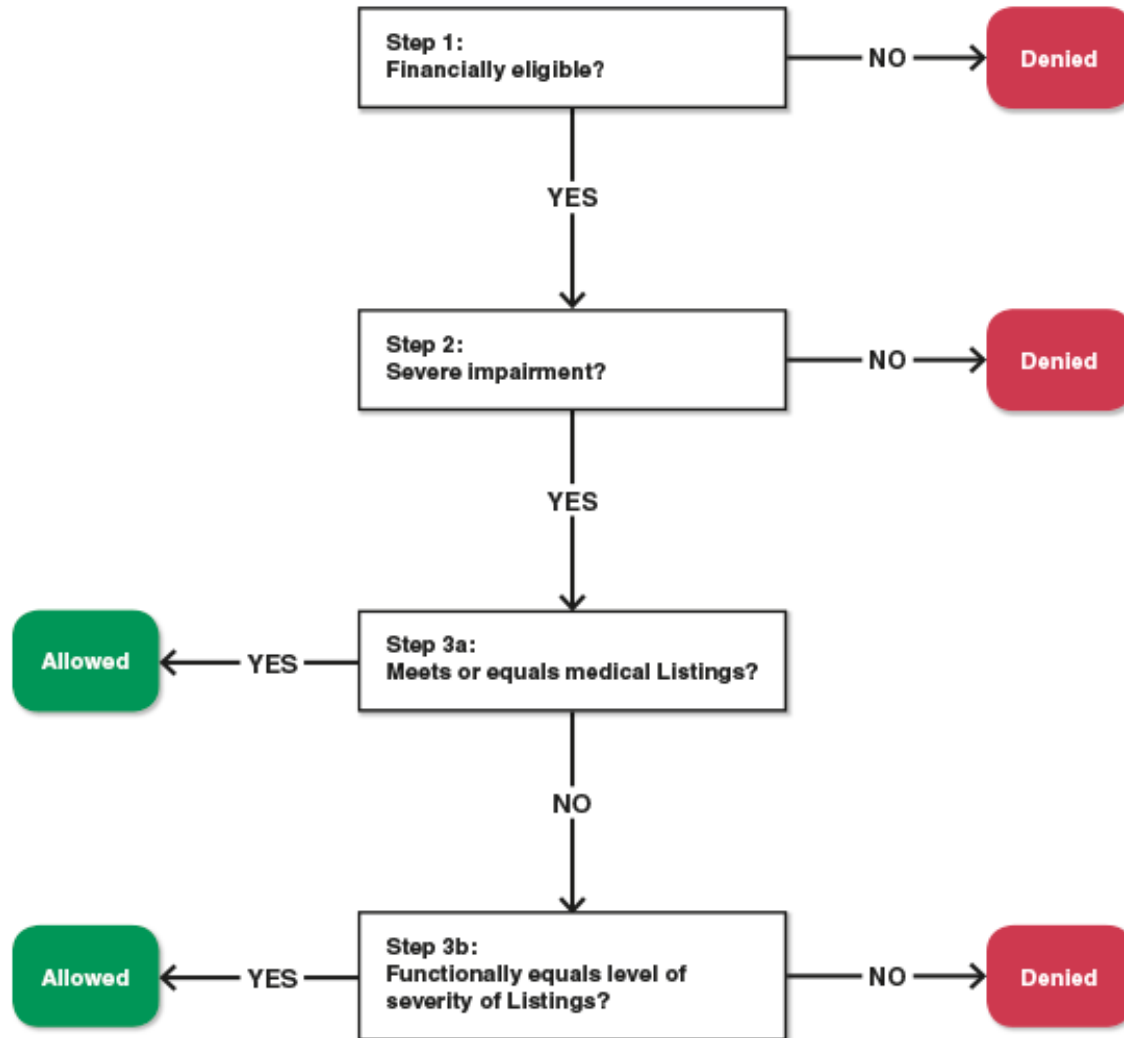 Step 1:
Financially eligible?
NO
Denied
YES
Step 2:
Severe impairment?
NO
Denied
YES
Allowed
YES
Step 3a:
Meets or equals medical Listings?
NO
Allowed
YES
Step 3b:
Functionally equals level of
severity of Listings?
NO
Denied